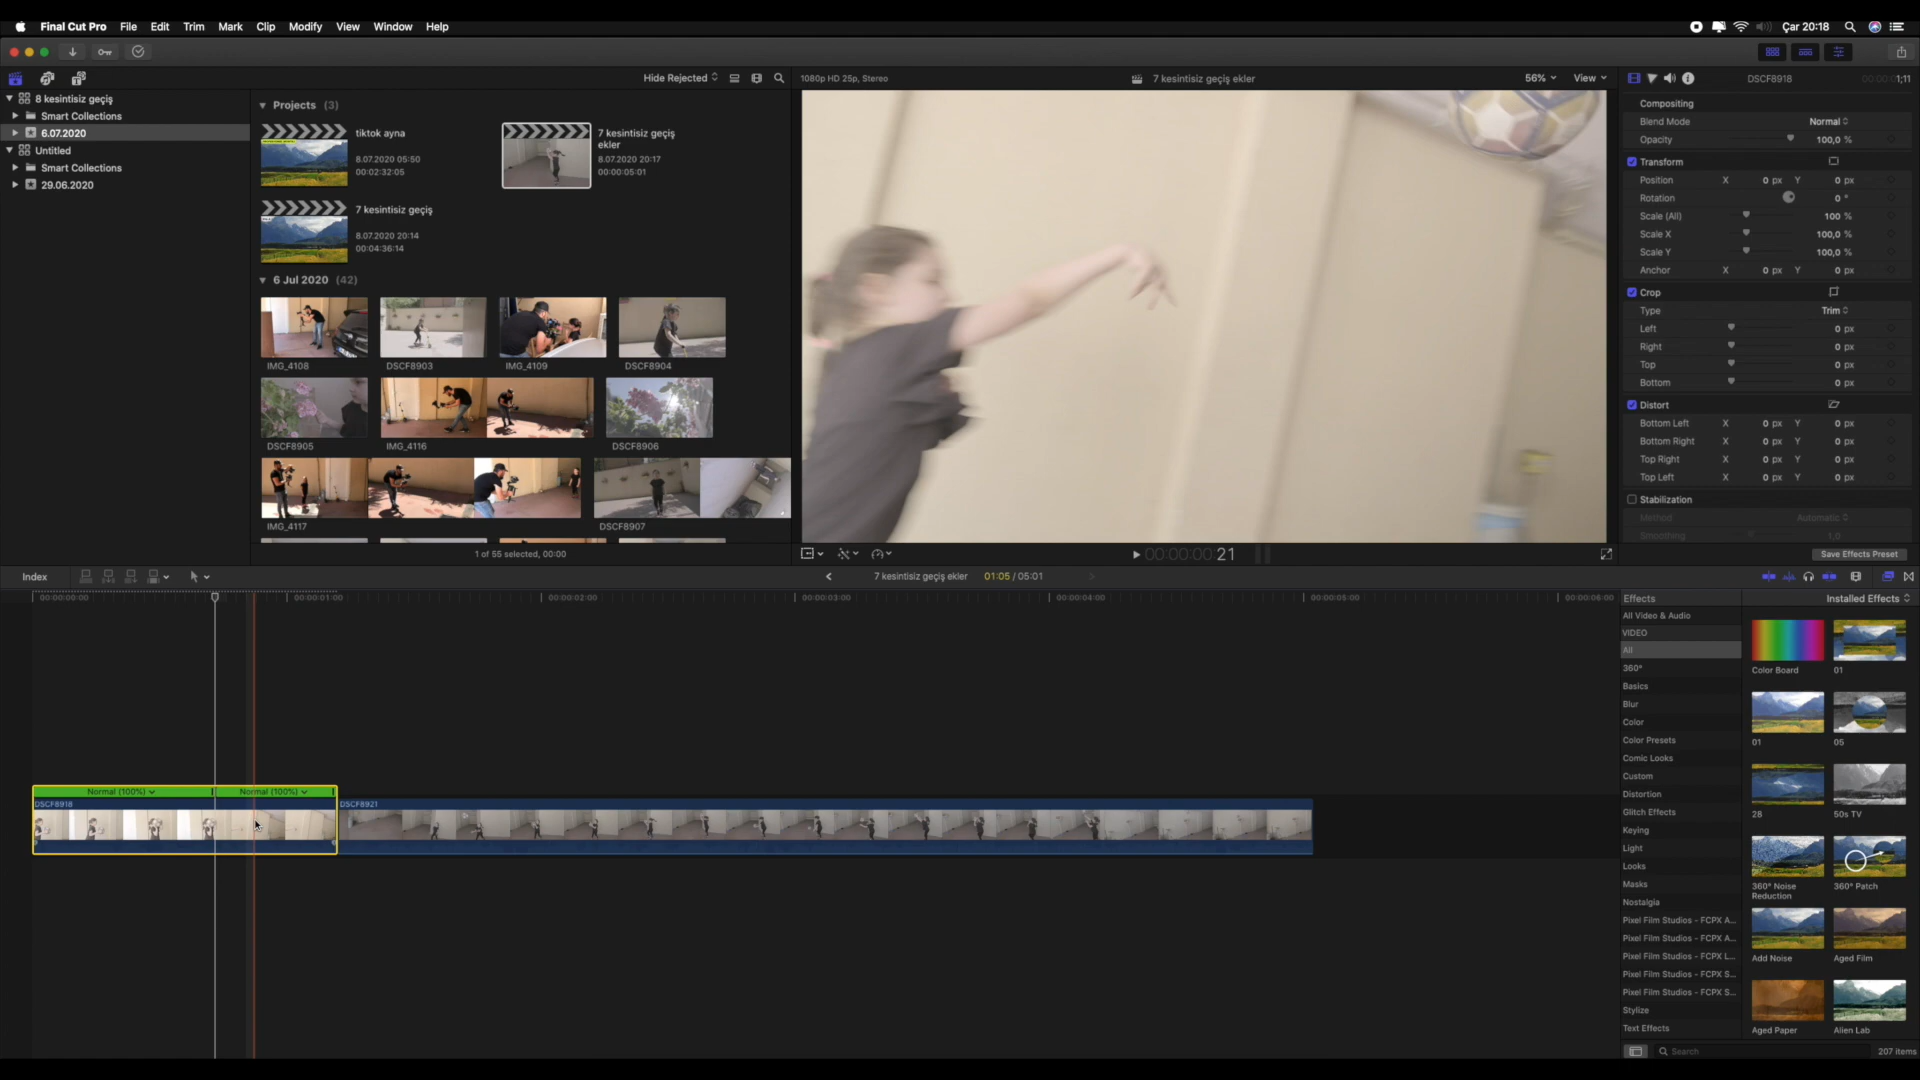 Final Cut Pro File Edit Trim Mark Clip Modify View Window Help
Çar 20:18
Hide Rejected
1080p HD 25p, Stereo
7 kesintisiz geçiş ekler
56%
View
DSCF8918
1;11
8 kesintisiz geçiş
Smart Collections
6.07.2020
Untitled
Smart Collections
29.06.2020
Projects (3)
tiktok ayna
8.07.2020 05:50
00:02:32:05
7 kesintisiz geçiş
ekler
8.07.2020 20:17
00:00:05:01
7 kesintisiz geçiş
8.07.2020 20:14
00:04:36:14
6 Jul 2020 (42)
IMG_4108
DSCF8903
IMG_4109
DSCF8904
DSCF8905
IMG_4116
DSCF8906
IMG_4117
DSCF8907
1 of 55 selected, 00:00
00:00:00:21
Compositing
Blend Mode Normal
Opacity 100,0 %
Transform
Position X 0 px Y 0 px
Rotation 0 °
Scale (All) 100 %
Scale X 100,0 %
Scale Y 100,0 %
Anchor X 0 px Y 0 px
Crop
Type Trim
Left 0 px
Right 0 px
Top 0 px
Bottom 0 px
Distort
Bottom Left X 0 px Y 0 px
Bottom Right X 0 px Y 0 px
Top Right X 0 px Y 0 px
Top Left X 0 px Y 0 px
Stabilization
Method Automatic
Smoothing 1,0
Save Effects Preset
Index
7 kesintisiz geçiş ekler 01:05 / 05:01
00:00:00:00
00:00:01:00
00:00:02:00
00:00:03:00
00:00:04:00
00:00:05:00
00:00:06:00
Normal (100%)
Normal (100%)
DSCF8918
DSCF8921
Effects
Installed Effects
All Video & Audio
VIDEO
All
360°
Basics
Blur
Color
Color Presets
Comic Looks
Custom
Distortion
Glitch Effects
Keying
Light
Looks
Masks
Nostalgia
Pixel Film Studios - FCPX A...
Pixel Film Studios - FCPX A...
Pixel Film Studios - FCPX L...
Pixel Film Studios - FCPX S...
Pixel Film Studios - FCPX S...
Stylize
Text Effects
Color Board
01
01
05
28
50s TV
360° Noise
Reduction
360° Patch
Add Noise
Aged Film
Aged Paper
Alien Lab
Search
207 items